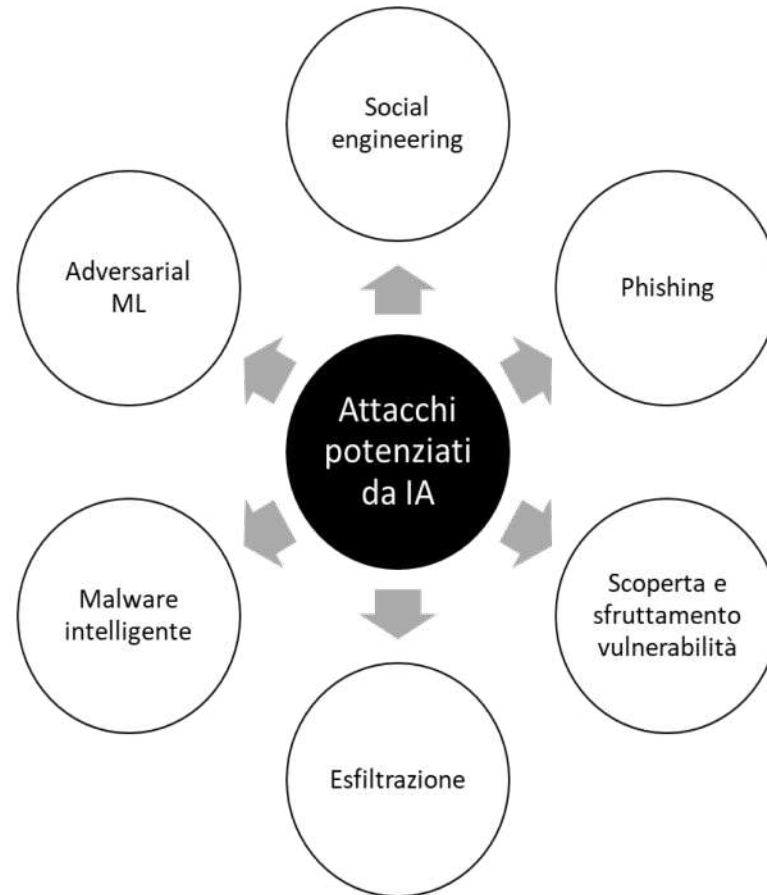 Social
engineering
Adversarial
ML
Phishing
Attacchi
potenziati
da IA
Malware
intelligente
Scoperta e
sfruttamento
vulnerabilità
Esfiltrazione